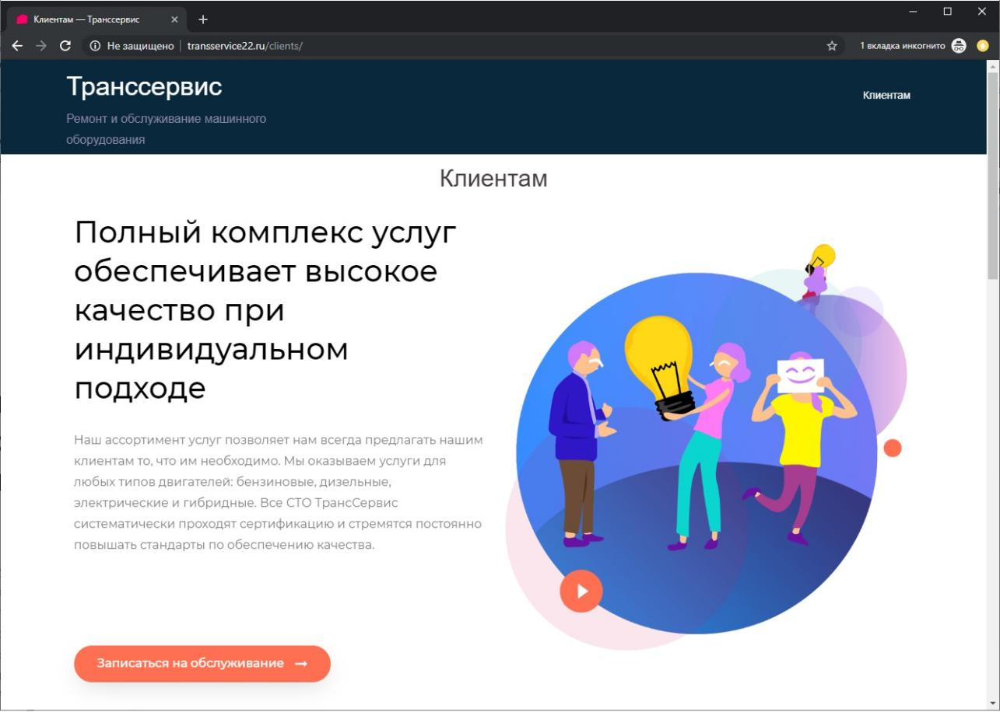 Клиентам — Транссервис
Не защищено
transservice22.ru/clients/
1 вкладка инкогнито
Транссервис
Ремонт и обслуживание машинного
оборудования
Клиентам
Клиентам
Полный комплекс услуг
обеспечивает высокое
качество при
индивидуальном
подходе
Наш ассортимент услуг позволяет нам всегда предлагать нашим
клиентам то, что им необходимо. Мы оказываем услуги для
любых типов двигателей: бензиновые, дизельные,
электрические и гибридные. Все СТО ТрансСервис
систематически проходят сертификацию и стремятся постоянно
повышать стандарты по обеспечению качества.
Записаться на обслуживание →